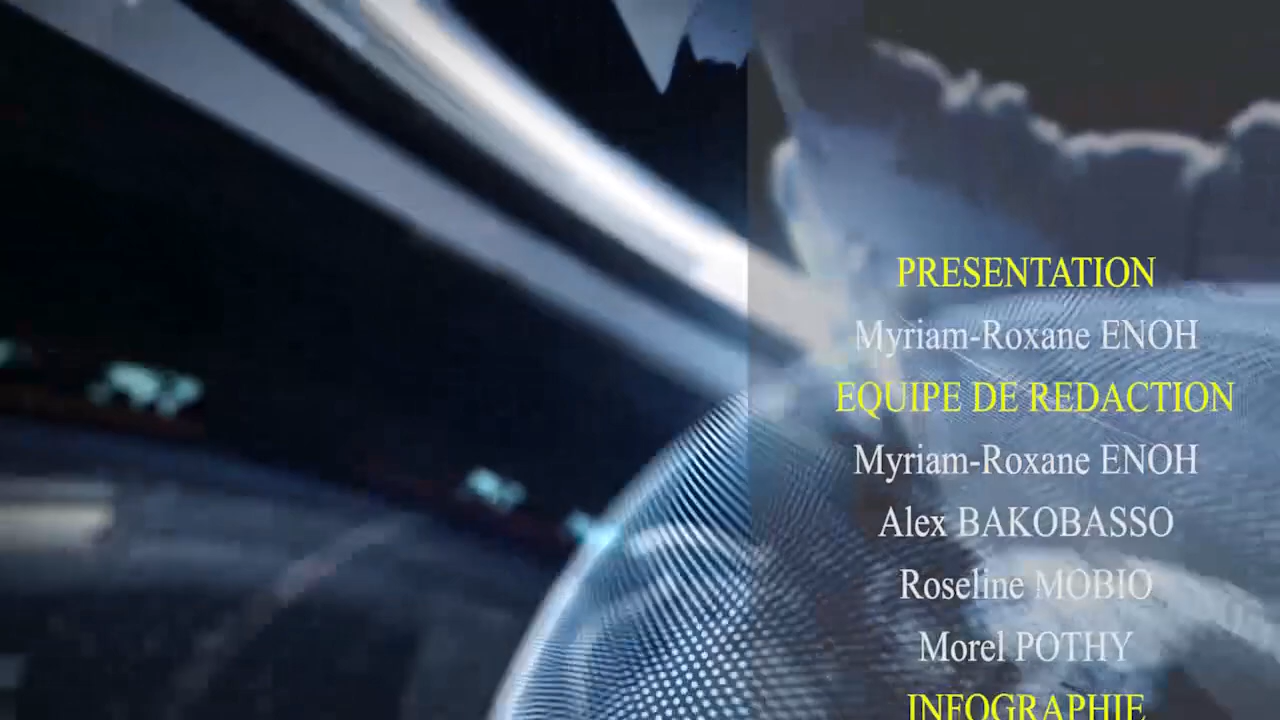 PRESENTATION
Myriam-Roxane ENOH
EQUIPE DE REDACTION
Myriam-Roxane ENOH
Alex BAKOBASSO
Roseline MOBIO
Morel POTHY
INFOGRAPHIE